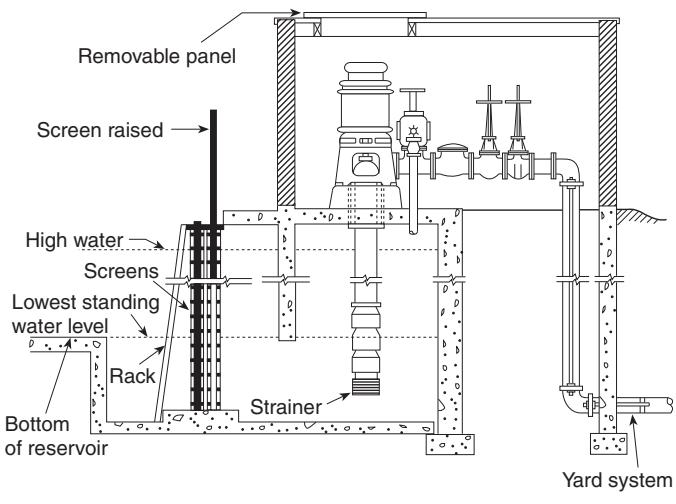 Removable panel
Screen raised
High water
Screens
Lowest standing
water level
Rack
Strainer
Bottom
of reservoir
Yard system